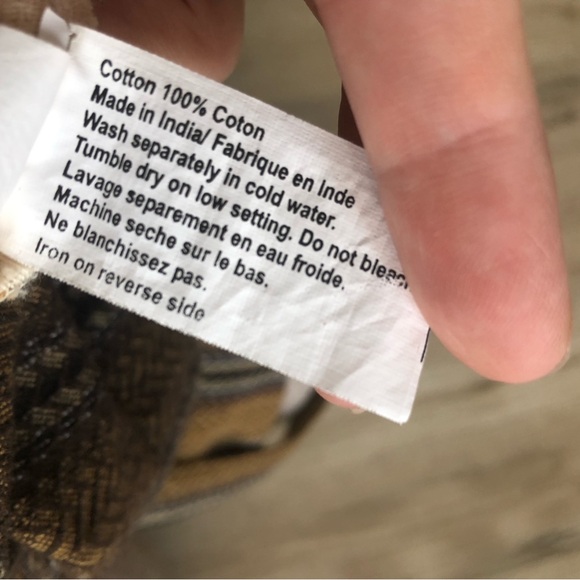 Cotton 100% Coton
Made in India/ Fabrique en Inde
Wash separately in cold water.
Tumble dry on low setting. Do not bleach
Lavage separement en eau froide.
Machine seche sur le bas.
Ne blanchissez pas.
Iron on reverse side